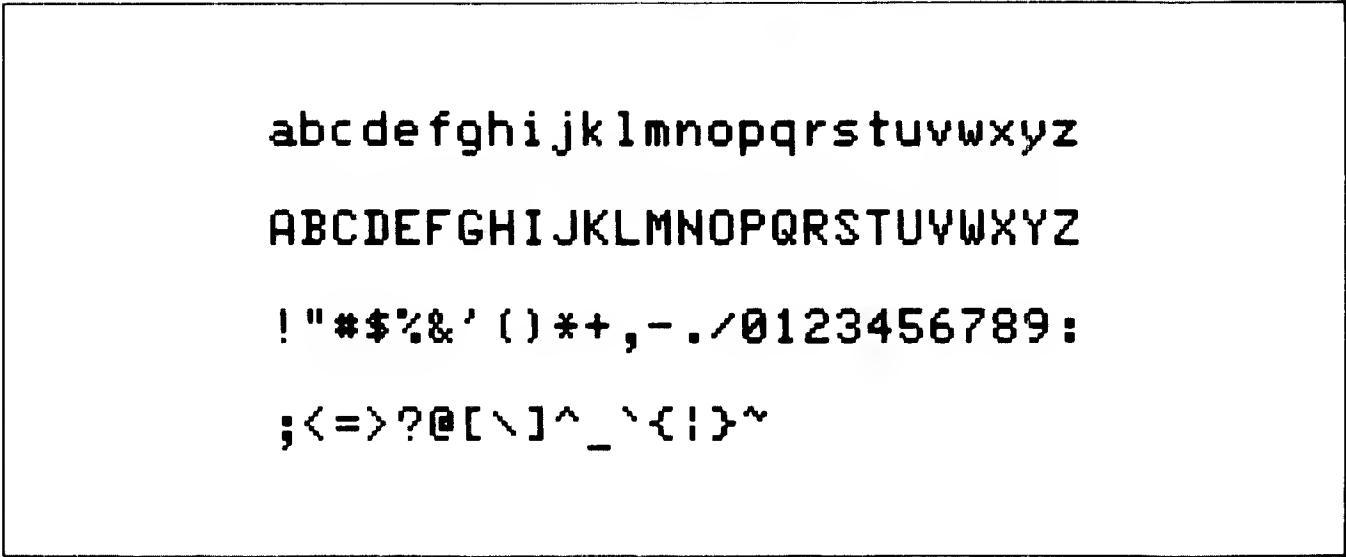 abcdefghijklmnopqrstuvwxyz
ABCDEFGHIJKLMNOPQRSTUVWXYZ
!"#$%&'()*+,-./0123456789:
;<=>?@[\]^_`{¦}~